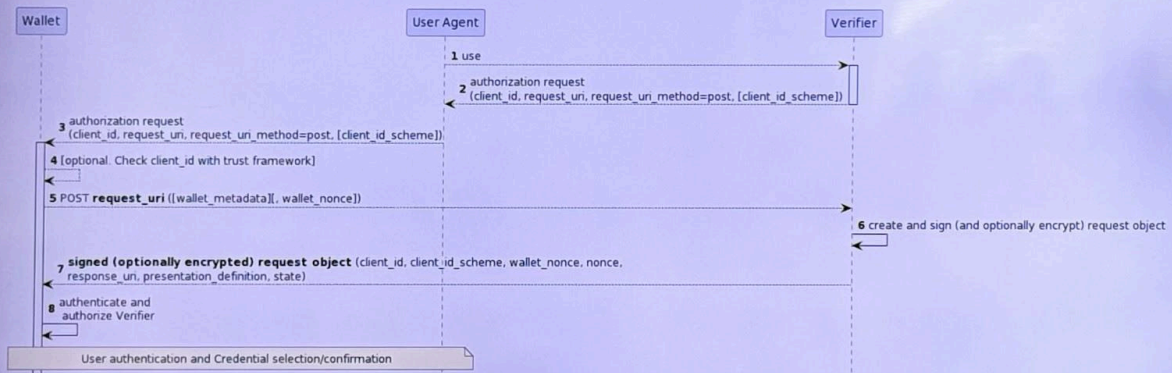 Wallet
User Agent
Verifier
1 use
2 authorization request
(client_id, request_uri, request_uri_method=post, [client_id_scheme])
3 authorization request
(client_id, request_uri, request_uri_method=post, [client_id_scheme])
4 [optional. Check client_id with trust framework]
5 POST request_uri ([wallet_metadata][, wallet_nonce])
6 create and sign (and optionally encrypt) request object
7 signed (optionally encrypted) request object (client_id, client_id_scheme, wallet_nonce, nonce,
response_uri, presentation_definition, state)
8 authenticate and
authorize Verifier
User authentication and Credential selection/confirmation